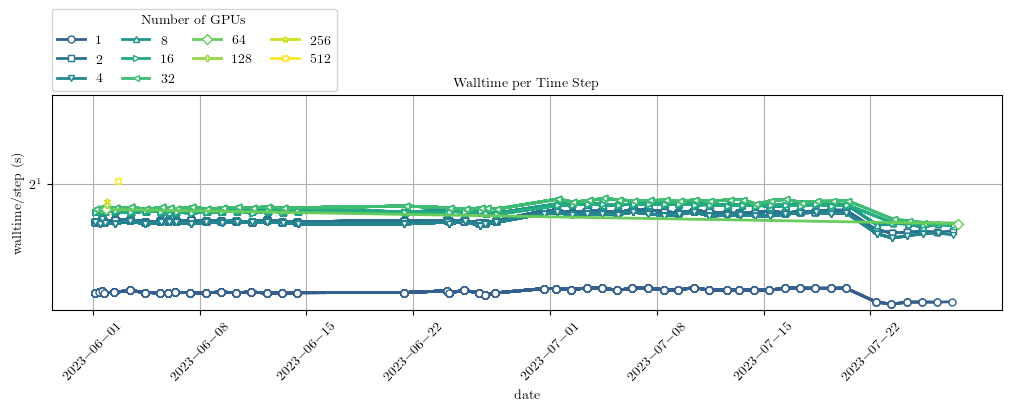 Number of GPUs
1 8 64 256
2 16 128 512
4 32
Walltime per Time Step
walltime/step (s)
2¹
2023−06−01 2023−06−08 2023−06−15 2023−06−22 2023−07−01 2023−07−08 2023−07−15 2023−07−22
date